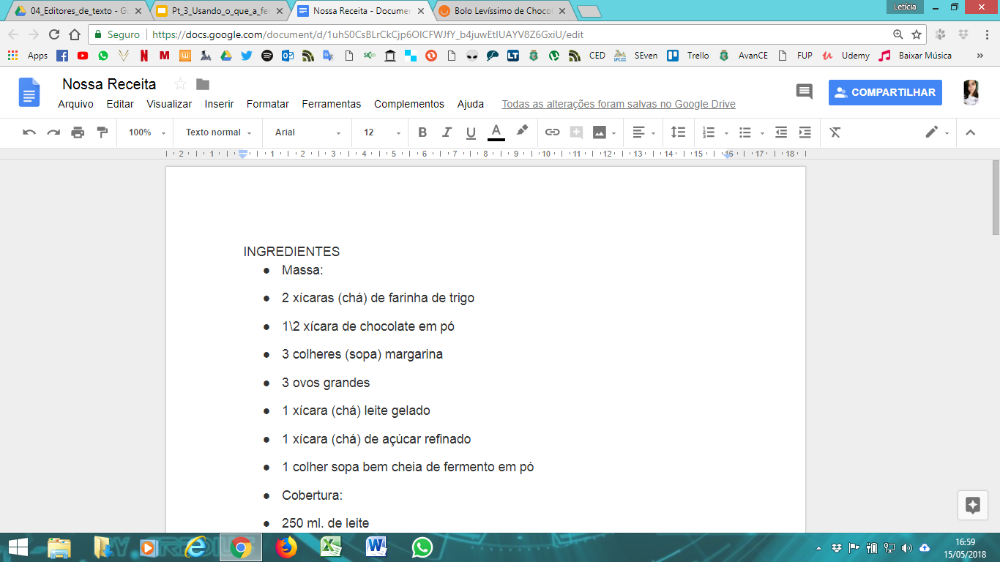 04_Editores_de_texto - Go
Pt_3_Usando_o_que_a_fer
Nossa Receita - Documen
Bolo Levíssimo de Chocol
Letícia
Seguro
https://docs.google.com/document/d/1uhS0CsBLrCkCjp6OICFWJfY_b4juwEtIUAYV8Z6GxiU/edit
Apps
CED
SEven
Trello
AvanCE
FUP
Udemy
Baixar Música
»
Nossa Receita
Arquivo Editar Visualizar Inserir Formatar Ferramentas Complementos Ajuda Todas as alterações foram salvas no Google Drive
COMPARTILHAR
100% Texto normal Arial 12 B I U A
2 1 1 2 3 4 5 6 7 8 9 10 11 12 13 14 15 16 17 18
INGREDIENTES
● Massa:
● 2 xícaras (chá) de farinha de trigo
● 1\2 xícara de chocolate em pó
● 3 colheres (sopa) margarina
● 3 ovos grandes
● 1 xícara (chá) leite gelado
● 1 xícara (chá) de açúcar refinado
● 1 colher sopa bem cheia de fermento em pó
● Cobertura:
● 250 ml. de leite
16:59
15/05/2018